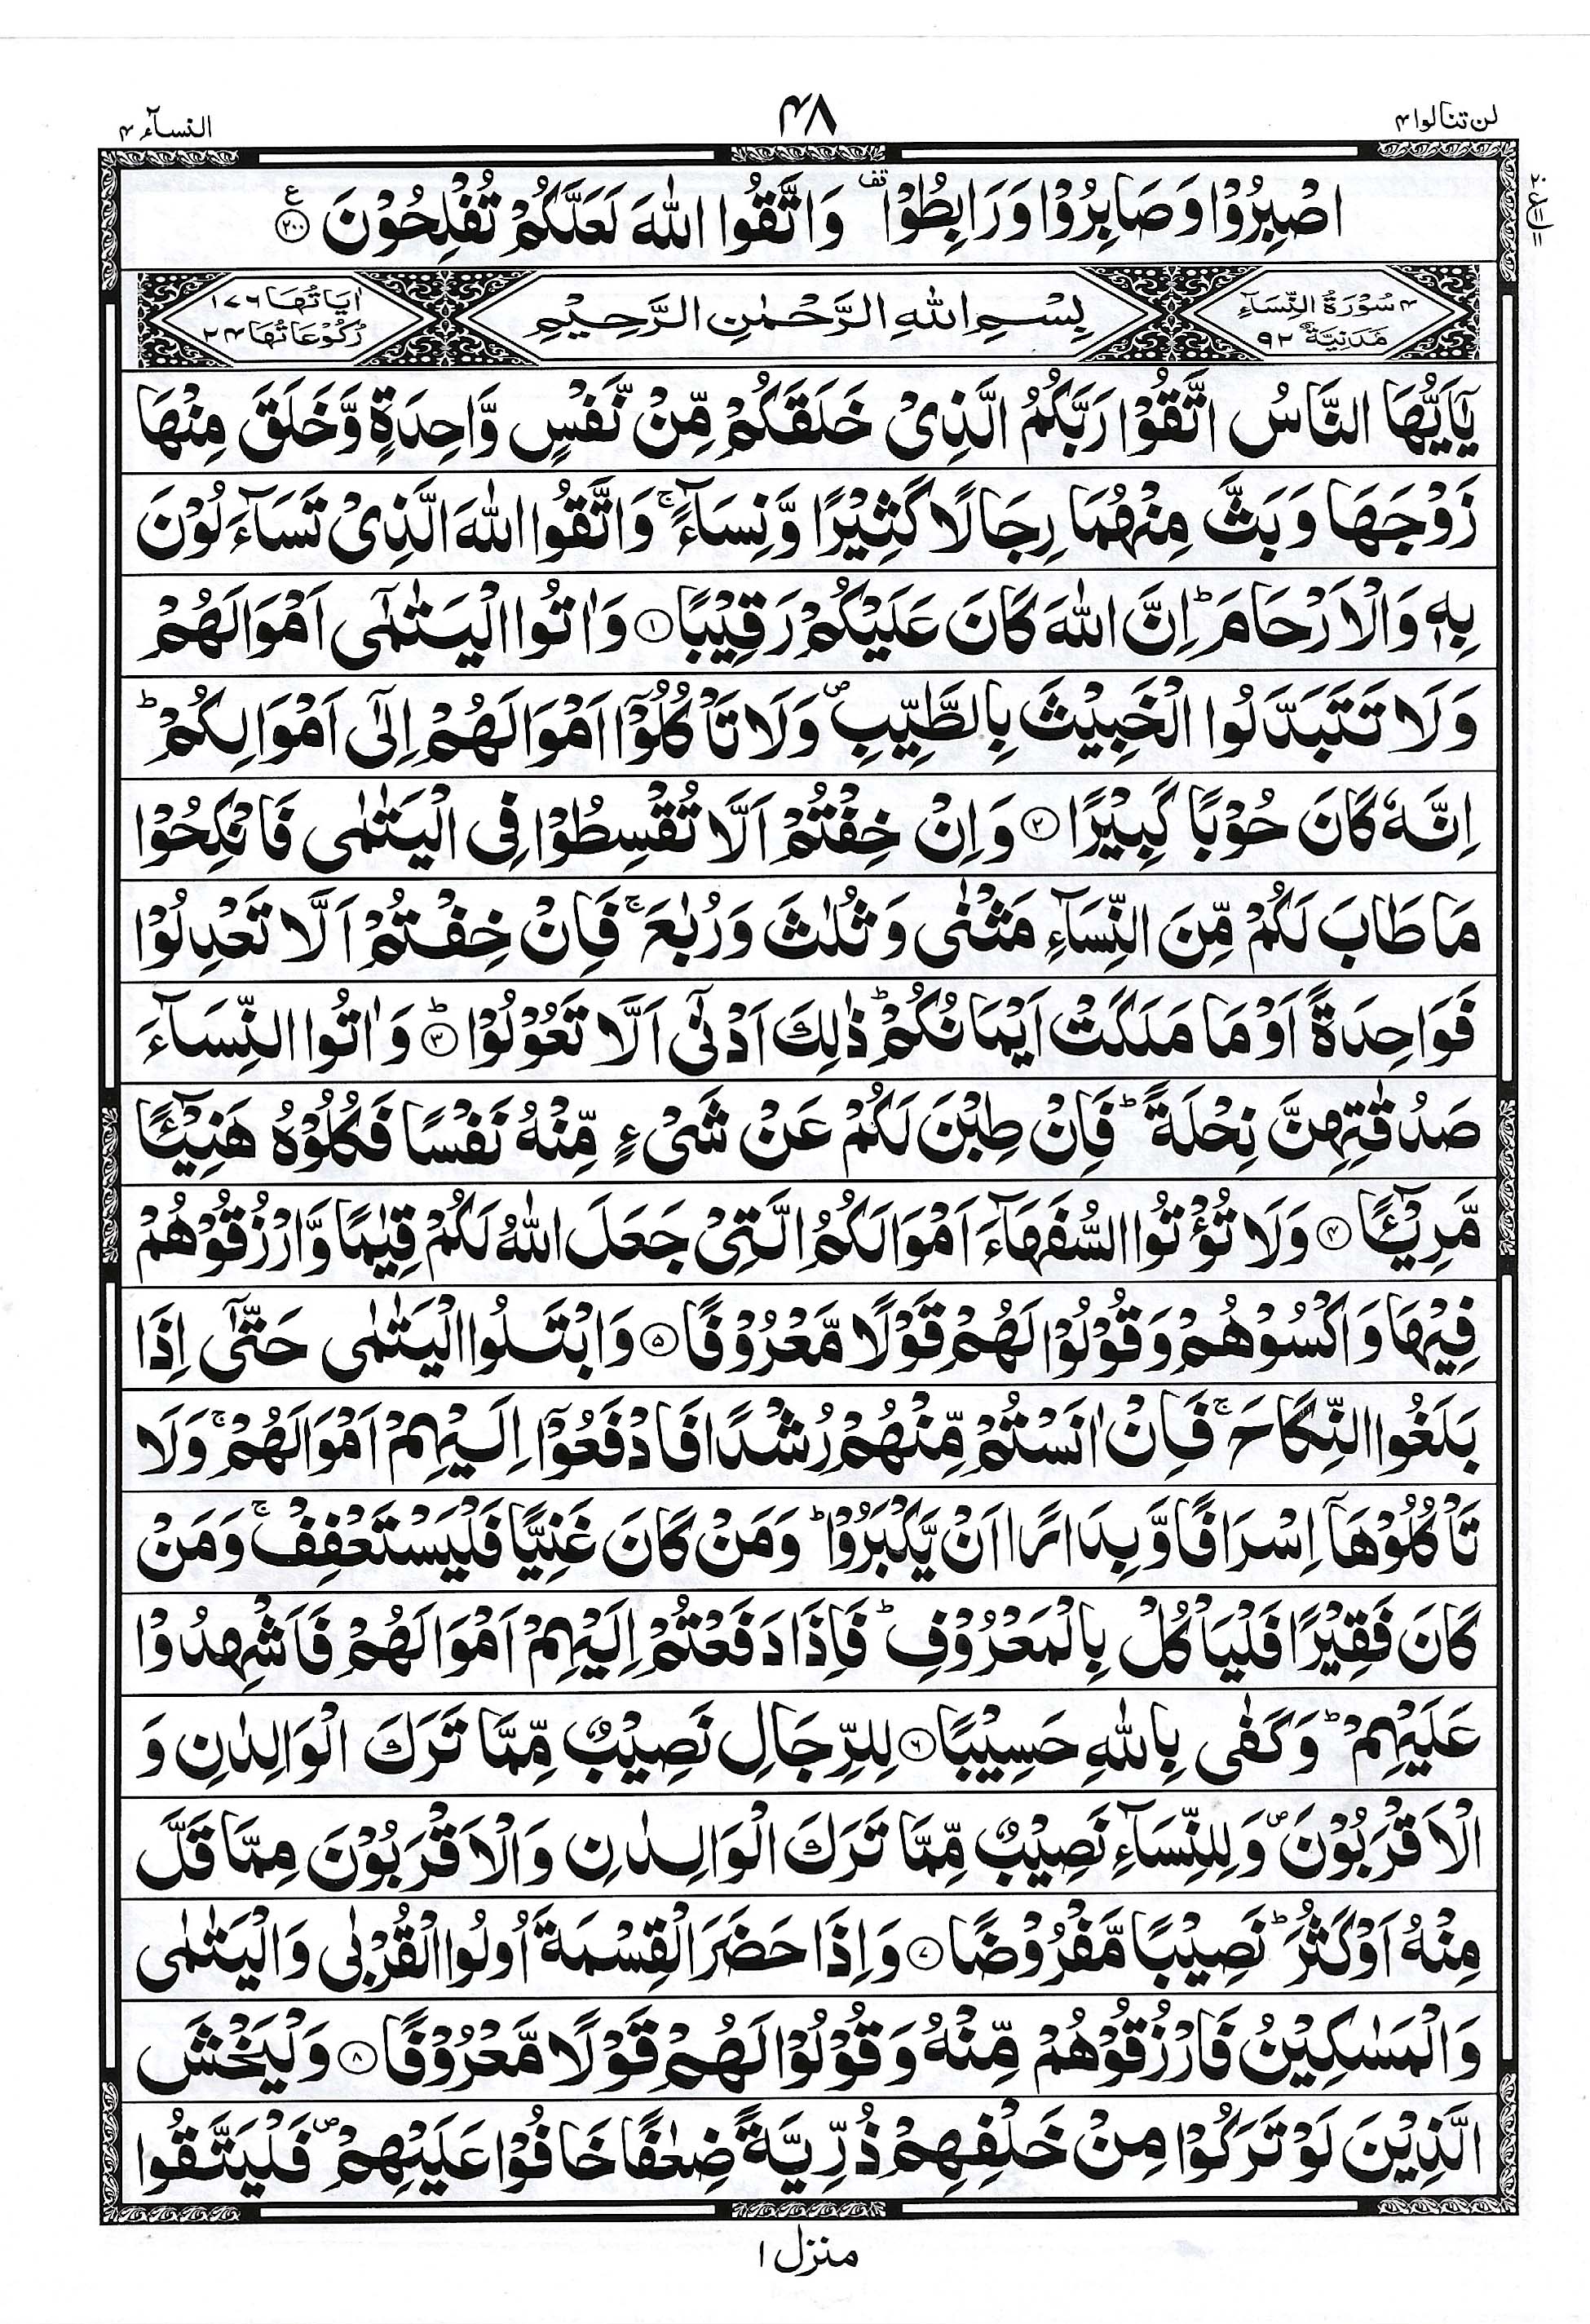 لن تنالوا ۴
۴۸
النسآء ۴
اصْبِرُوْا وَصَابِرُوْا وَرَابِطُوْا ۫ وَاتَّقُوا اللّٰهَ لَعَلَّكُمْ تُفْلِحُوْنَ ۲۰۰ ع
۴ سُوْرَةُ النِّسَآءِ مَدَنِيَّةٌ ۹۲
بِسْمِ اللّٰهِ الرَّحْمٰنِ الرَّحِيْمِ
اٰيَاتُهَا ۱۷۶ رُكُوْعَاتُهَا ۲۴
يٰۤاَيُّهَا النَّاسُ اتَّقُوْا رَبَّكُمُ الَّذِىْ خَلَقَكُمْ مِّنْ نَّفْسٍ وَّاحِدَةٍ وَّخَلَقَ مِنْهَا
زَوْجَهَا وَبَثَّ مِنْهُمَا رِجَالًا كَثِيْرًا وَّنِسَآءً ۚ وَاتَّقُوا اللّٰهَ الَّذِىْ تَسَآءَلُوْنَ
بِهٖ وَالْاَرْحَامَ ؕ اِنَّ اللّٰهَ كَانَ عَلَيْكُمْ رَقِيْبًا ۱ وَاٰتُوا الْيَتٰمٰٓى اَمْوَالَهُمْ
وَلَا تَتَبَدَّلُوا الْخَبِيْثَ بِالطَّيِّبِ ۪ وَلَا تَاْكُلُوْۤا اَمْوَالَهُمْ اِلٰٓى اَمْوَالِكُمْ ؕ
اِنَّهٗ كَانَ حُوْبًا كَبِيْرًا ۲ وَاِنْ خِفْتُمْ اَلَّا تُقْسِطُوْا فِى الْيَتٰمٰى فَانْكِحُوْا
مَا طَابَ لَكُمْ مِّنَ النِّسَآءِ مَثْنٰى وَثُلٰثَ وَرُبٰعَ ۚ فَاِنْ خِفْتُمْ اَلَّا تَعْدِلُوْا
فَوَاحِدَةً اَوْ مَا مَلَكَتْ اَيْمَانُكُمْ ؕ ذٰلِكَ اَدْنٰٓى اَلَّا تَعُوْلُوْا ؕ ۳ وَاٰتُوا النِّسَآءَ
صَدُقٰتِهِنَّ نِحْلَةً ؕ فَاِنْ طِبْنَ لَكُمْ عَنْ شَىْءٍ مِّنْهُ نَفْسًا فَكُلُوْهُ هَنِيْٓـئًا
مَّرِيْٓـئًا ۴ وَلَا تُؤْتُوا السُّفَهَآءَ اَمْوَالَكُمُ الَّتِىْ جَعَلَ اللّٰهُ لَكُمْ قِيٰمًا وَّارْزُقُوْهُمْ
فِيْهَا وَاكْسُوْهُمْ وَقُوْلُوْا لَهُمْ قَوْلًا مَّعْرُوْفًا ۵ وَابْتَلُوا الْيَتٰمٰى حَتّٰٓى اِذَا
بَلَغُوا النِّكَاحَ ۚ فَاِنْ اٰنَسْتُمْ مِّنْهُمْ رُشْدًا فَادْفَعُوْۤا اِلَيْهِمْ اَمْوَالَهُمْ ۚ وَلَا
تَاْكُلُوْهَاۤ اِسْرَافًا وَّبِدَارًا اَنْ يَّكْبَرُوْا ؕ وَمَنْ كَانَ غَنِيًّا فَلْيَسْتَعْفِفْ ۚ وَمَنْ
كَانَ فَقِيْرًا فَلْيَاْكُلْ بِالْمَعْرُوْفِ ؕ فَاِذَا دَفَعْتُمْ اِلَيْهِمْ اَمْوَالَهُمْ فَاَشْهِدُوْا
عَلَيْهِمْ ؕ وَكَفٰى بِاللّٰهِ حَسِيْبًا ۶ لِلرِّجَالِ نَصِيْبٌ مِّمَّا تَرَكَ الْوَالِدٰنِ وَ
الْاَقْرَبُوْنَ ۪ وَلِلنِّسَآءِ نَصِيْبٌ مِّمَّا تَرَكَ الْوَالِدٰنِ وَالْاَقْرَبُوْنَ مِمَّا قَلَّ
مِنْهُ اَوْ كَثُرَ ؕ نَصِيْبًا مَّفْرُوْضًا ۷ وَاِذَا حَضَرَ الْقِسْمَةَ اُولُوا الْقُرْبٰى وَالْيَتٰمٰى
وَالْمَسٰكِيْنُ فَارْزُقُوْهُمْ مِّنْهُ وَقُوْلُوْا لَهُمْ قَوْلًا مَّعْرُوْفًا ۸ وَلْيَخْشَ
الَّذِيْنَ لَوْ تَرَكُوْا مِنْ خَلْفِهِمْ ذُرِّيَّةً ضِعٰفًا خَافُوْا عَلَيْهِمْ ۪ فَلْيَتَّقُوا
منزل ۱